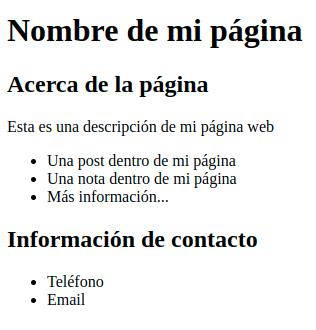 Nombre de mi página
Acerca de la página
Esta es una descripción de mi página web
Una post dentro de mi página
Una nota dentro de mi página
Más información...
Información de contacto
Teléfono
Email